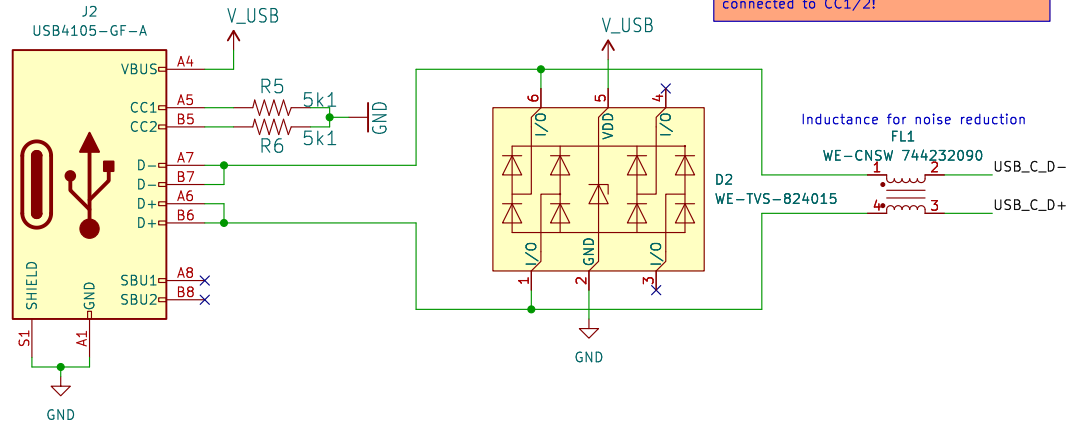 connected to CC1/2!
J2
USB4105-GF-A
V_USB
VBUS
A4
CC1
A5
R5
5k1
CC2
B5
R6
5k1
GND
D-
A7
D-
B7
D+
A6
D+
B6
SBU1
A8
SBU2
B8
SHIELD
GND
S1
A1
GND
V_USB
6
5
4
I/O
VDD
I/O
D2
WE-TVS-824015
I/O
GND
I/O
1
2
3
GND
Inductance for noise reduction
FL1
WE-CNSW 744232090
1
2
USB_C_D-
4
3
USB_C_D+